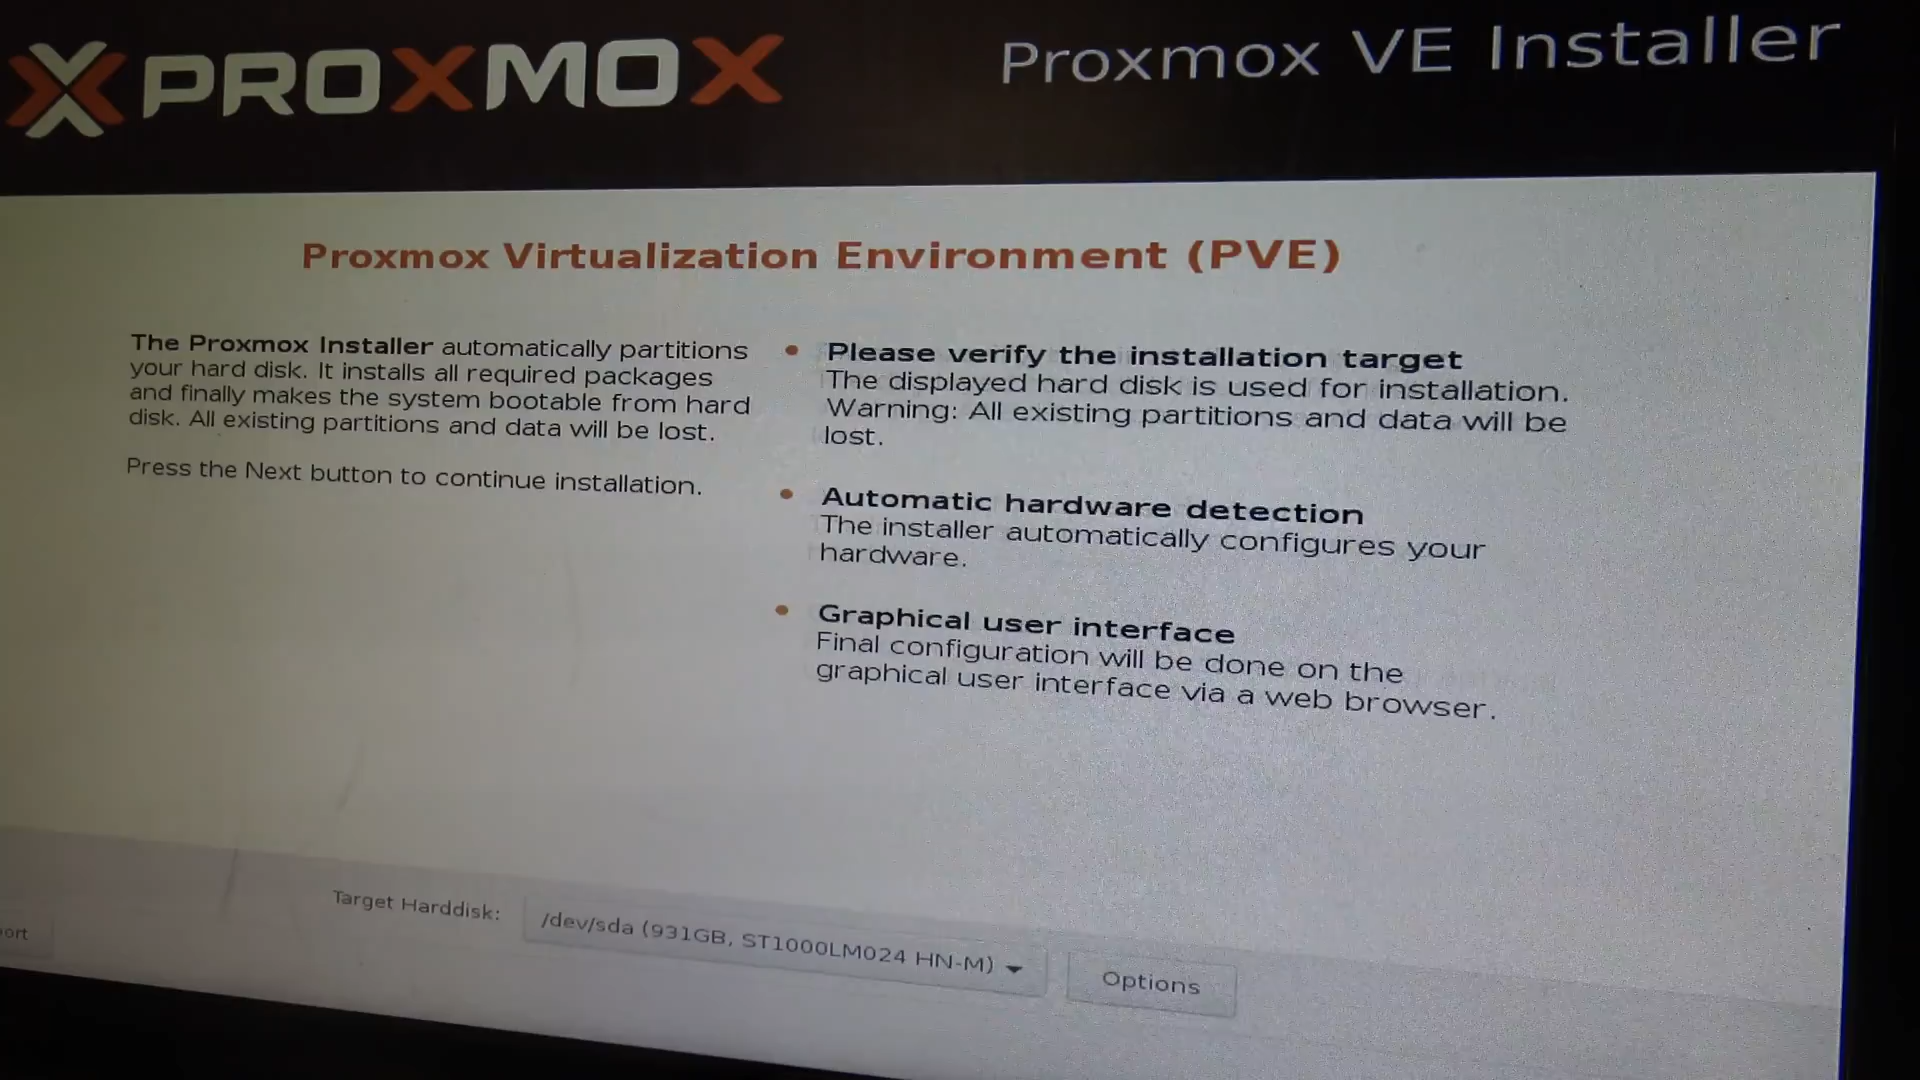 PROXMOX
Proxmox VE Installer
Proxmox Virtualization Environment (PVE)
The Proxmox Installer automatically partitions
your hard disk. It installs all required packages
and finally makes the system bootable from hard
disk. All existing partitions and data will be lost.
Press the Next button to continue installation.
Please verify the installation target
The displayed hard disk is used for installation.
Warning: All existing partitions and data will be
lost.
Automatic hardware detection
The installer automatically configures your
hardware.
Graphical user interface
Final configuration will be done on the
graphical user interface via a web browser.
Target Harddisk:
/dev/sda (931GB, ST1000LM024 HN-M)
Options